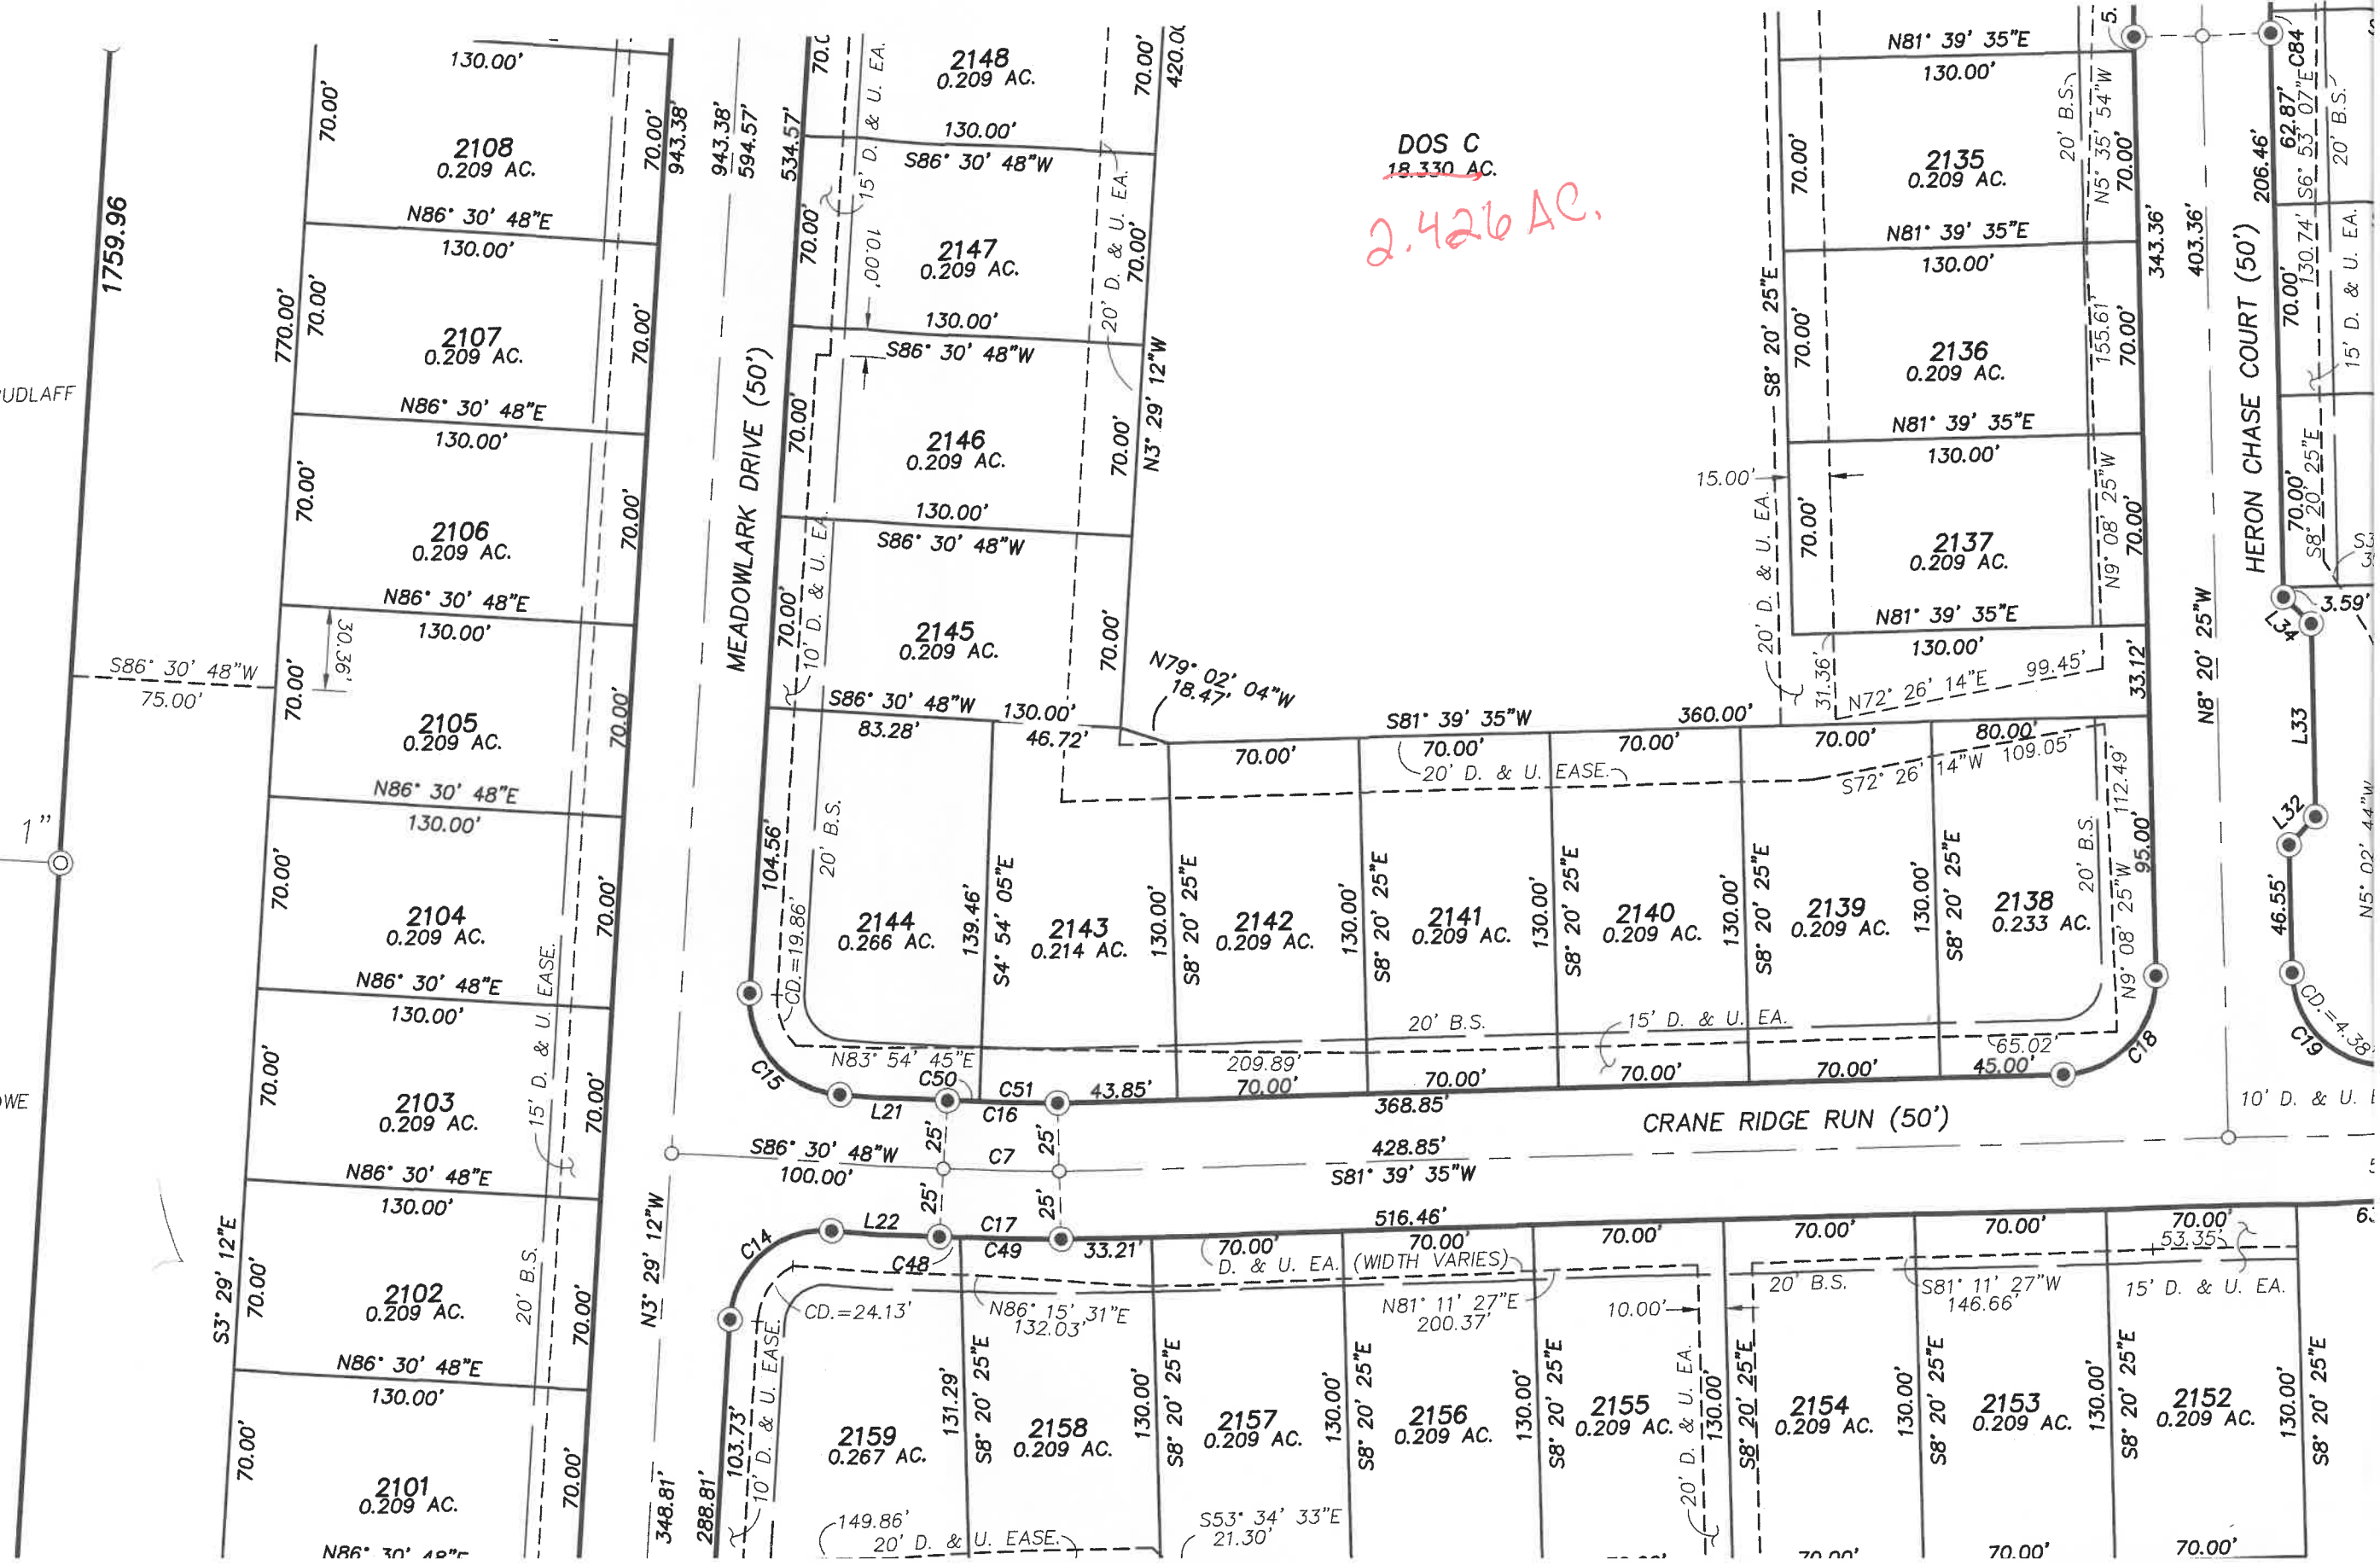 1759.96
UDLAFF
1"
OWE
S86° 30' 48"W
75.00'
130.00'
70.00'
2108
0.209 AC.
70.00'
943.38'
N86° 30' 48"E
130.00'
770.00'
70.00'
2107
0.209 AC.
70.00'
N86° 30' 48"E
130.00'
70.00'
2106
0.209 AC.
70.00'
N86° 30' 48"E
130.00'
30.36'
70.00'
2105
0.209 AC.
70.00'
N86° 30' 48"E
130.00'
70.00'
2104
0.209 AC.
70.00'
N86° 30' 48"E
130.00'
15' D. & U. EASE.
70.00'
2103
0.209 AC.
70.00'
N86° 30' 48"E
130.00'
S3° 29' 12"E
70.00'
2102
0.209 AC.
20' B.S.
70.00'
N86° 30' 48"E
130.00'
70.00'
2101
0.209 AC.
70.00'
N86° 30' 48"E
943.38'
594.57'
534.57'
MEADOWLARK DRIVE (50')
N3° 29' 12"W
348.81'
288.81'
15' D. & U. EA.
2148
0.209 AC.
70.00'
420.00
130.00'
S86° 30' 48"W
70.00'
10.00'
2147
0.209 AC.
20' D. & U. EA.
70.00'
130.00'
S86° 30' 48"W
N3° 29' 12"W
70.00'
2146
0.209 AC.
70.00'
130.00'
S86° 30' 48"W
70.00'
10' D. & U. EA.
2145
0.209 AC.
70.00'
N79° 02' 04"W
18.47'
S86° 30' 48"W
130.00'
83.28'
46.72'
DOS C
18.330 AC.
2.426 AC.
N81° 39' 35"E
130.00'
5.
20' B.S.
N5° 35' 54"W
70.00'
2135
0.209 AC.
70.00'
N81° 39' 35"E
130.00'
S8° 20' 25"E
70.00'
2136
0.209 AC.
155.61'
70.00'
N81° 39' 35"E
130.00'
15.00'
20' D. & U. EA.
70.00'
2137
0.209 AC.
N9° 08' 25"W
70.00'
N81° 39' 35"E
130.00'
31.36'
N72° 26' 14"E
99.45'
33.12'
343.36'
403.36'
206.46'
HERON CHASE COURT (50')
N8° 20' 25"W
C84
62.87'
S6° 53' 07"E
130.74'
20' B.S.
70.00'
15' D. & U. EA.
70.00'
S8° 20' 25"E
3.59'
L34
L33
L32
46.55'
N5° 02' 44"W
CD.=4.38'
C19
10' D. & U.
S81° 39' 35"W
360.00'
70.00'
70.00'
70.00'
70.00'
80.00'
20' D. & U. EASE.
S72° 26' 14"W
109.05'
104.56'
CD.=19.86'
20' B.S.
2144
0.266 AC.
139.46'
S4° 54' 05"E
2143
0.214 AC.
130.00'
S8° 20' 25"E
2142
0.209 AC.
130.00'
S8° 20' 25"E
2141
0.209 AC.
130.00'
S8° 20' 25"E
2140
0.209 AC.
130.00'
S8° 20' 25"E
2139
0.209 AC.
130.00'
S8° 20' 25"E
2138
0.233 AC.
20' B.S.
N9° 08' 25"W
112.49'
95.00'
20' B.S.
15' D. & U. EA.
N83° 54' 45"E
209.89'
65.02'
C15
L21
C50
C51
C16
43.85'
70.00'
70.00'
70.00'
70.00'
45.00'
C18
368.85'
CRANE RIDGE RUN (50')
S86° 30' 48"W
100.00'
25'
C7
25'
428.85'
S81° 39' 35"W
25'
25'
516.46'
C14
L22
C17
C48
C49
33.21'
70.00'
70.00'
70.00'
70.00'
70.00'
70.00'
53.35'
D. & U. EA. (WIDTH VARIES)
CD.=24.13'
N86° 15' 31"E
132.03'
N81° 11' 27"E
200.37'
10.00'
20' B.S.
S81° 11' 27"W
146.66'
15' D. & U. EA.
103.73'
10' D. & U. EASE.
2159
0.267 AC.
131.29'
S8° 20' 25"E
2158
0.209 AC.
130.00'
S8° 20' 25"E
2157
0.209 AC.
130.00'
S8° 20' 25"E
2156
0.209 AC.
130.00'
S8° 20' 25"E
2155
0.209 AC.
20' D. & U. EA.
130.00'
S8° 20' 25"E
2154
0.209 AC.
130.00'
S8° 20' 25"E
2153
0.209 AC.
130.00'
S8° 20' 25"E
2152
0.209 AC.
130.00'
S8° 20' 25"E
149.86'
20' D. & U. EASE.
S53° 34' 33"E
21.30'
70.00'
70.00'
70.00'